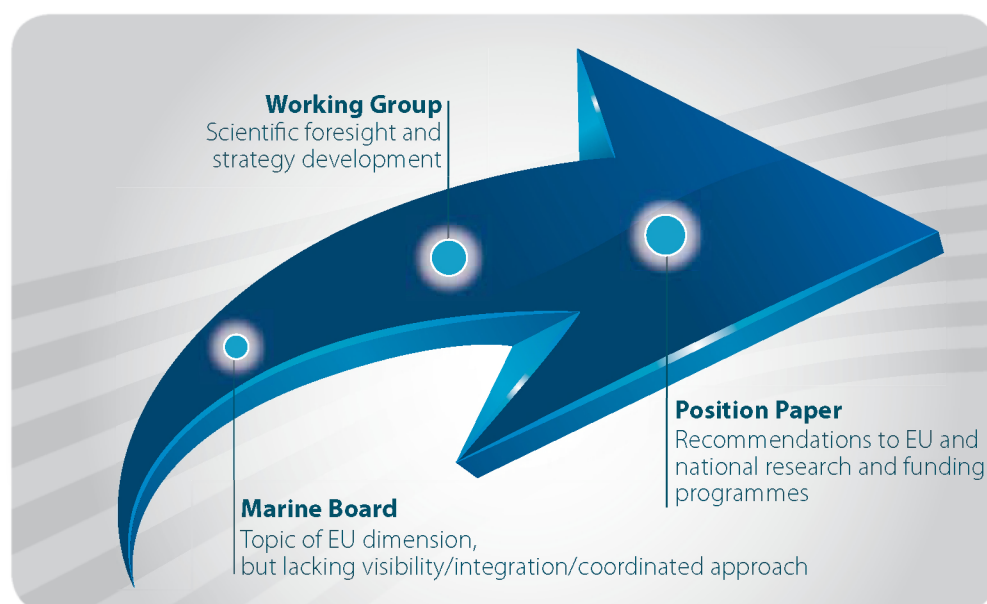 Working Group
Scientific foresight and
strategy development
Position Paper
Recommendations to EU and
national research and funding
programmes
Marine Board
Topic of EU dimension,
but lacking visibility/integration/coordinated approach